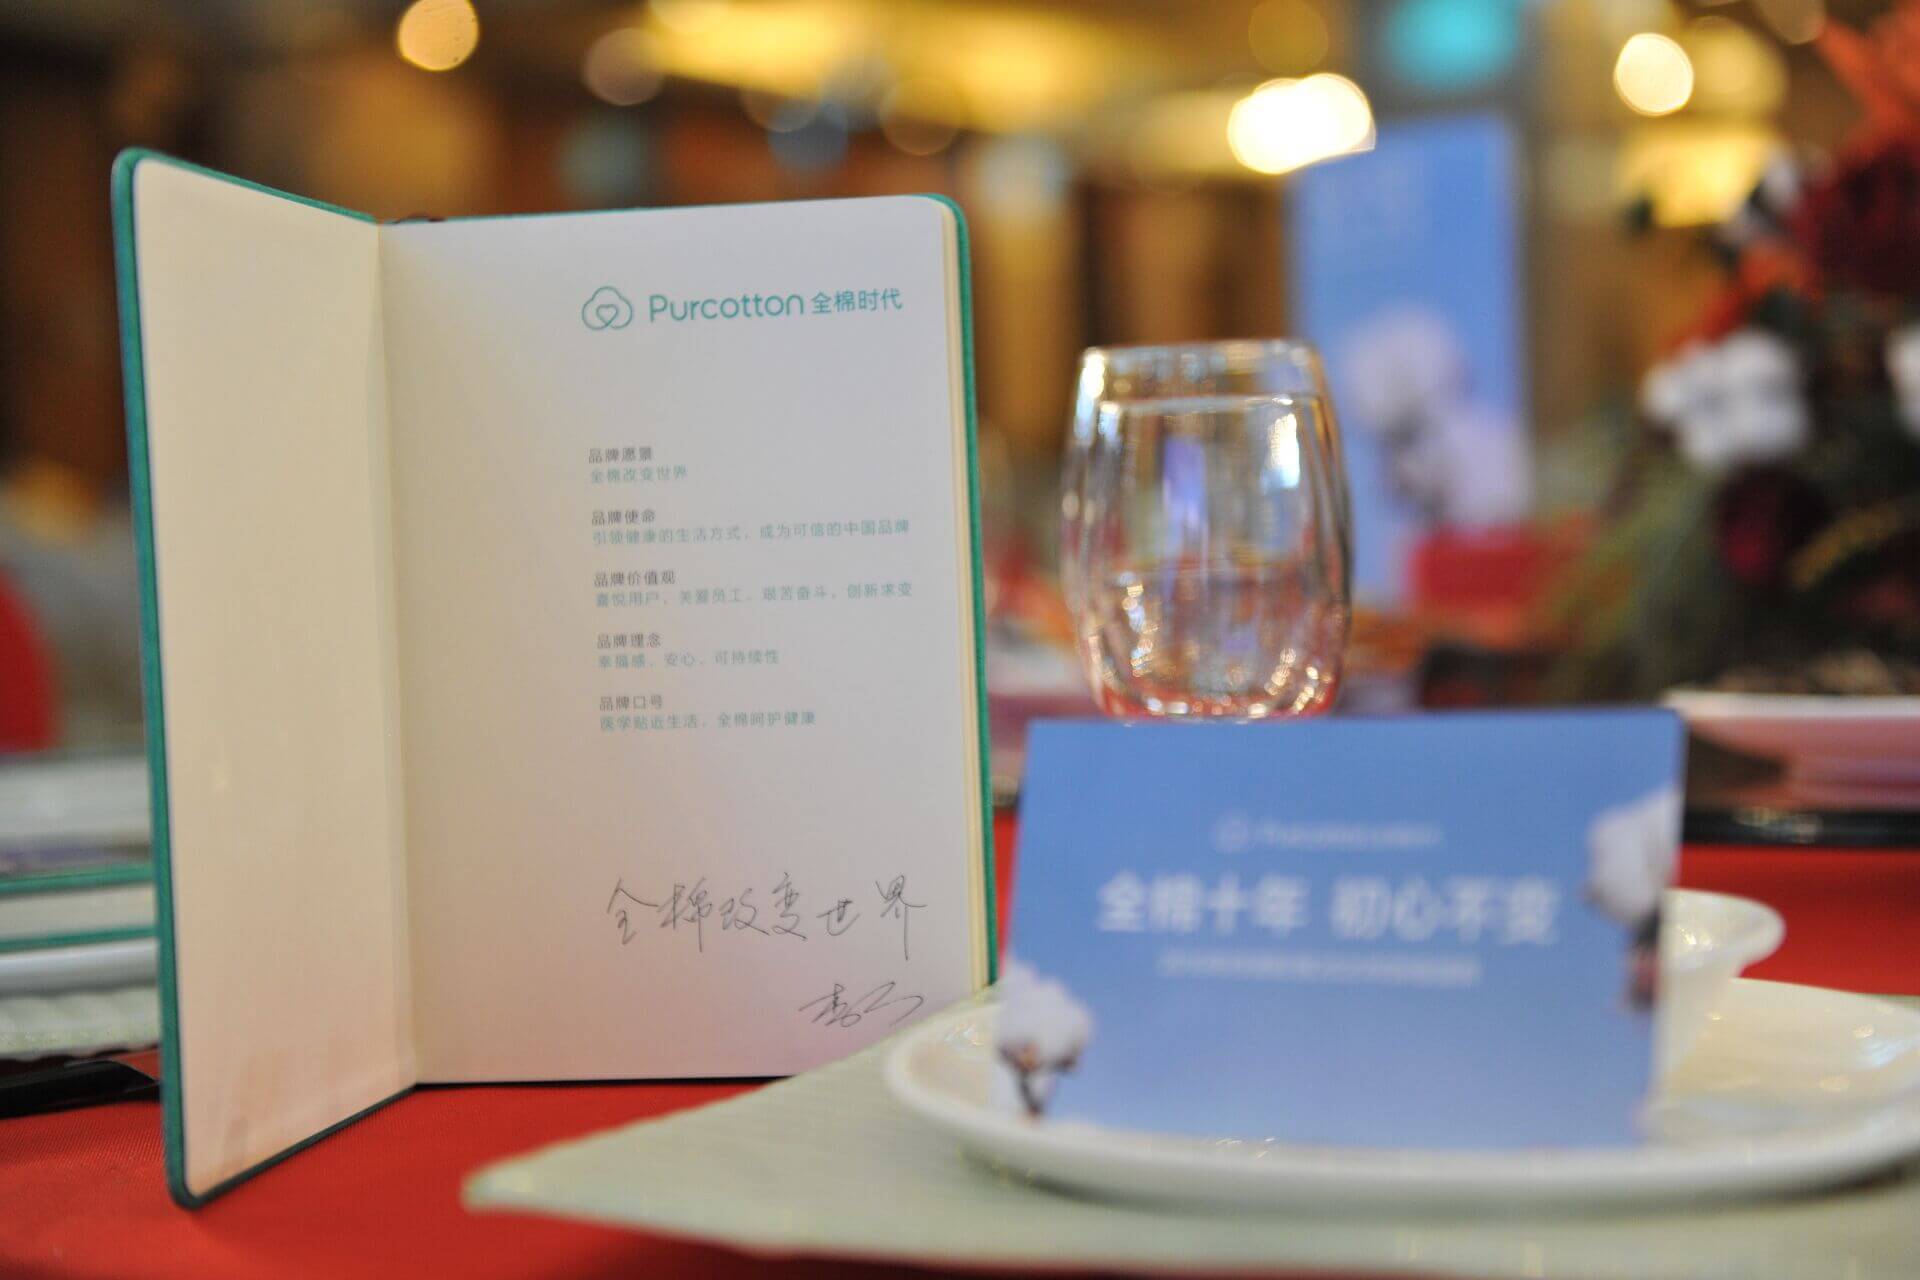 Purcotton 全棉时代
品牌愿景
全棉改变世界
品牌使命
引领健康的生活方式，成为可信的中国品牌
品牌价值观
喜悦用户、关爱员工、艰苦奋斗、创新求变
品牌理念
幸福感、安心、可持续性
品牌口号
医学贴近生活，全棉呵护健康
全棉改变世界
全棉十年 初心不变